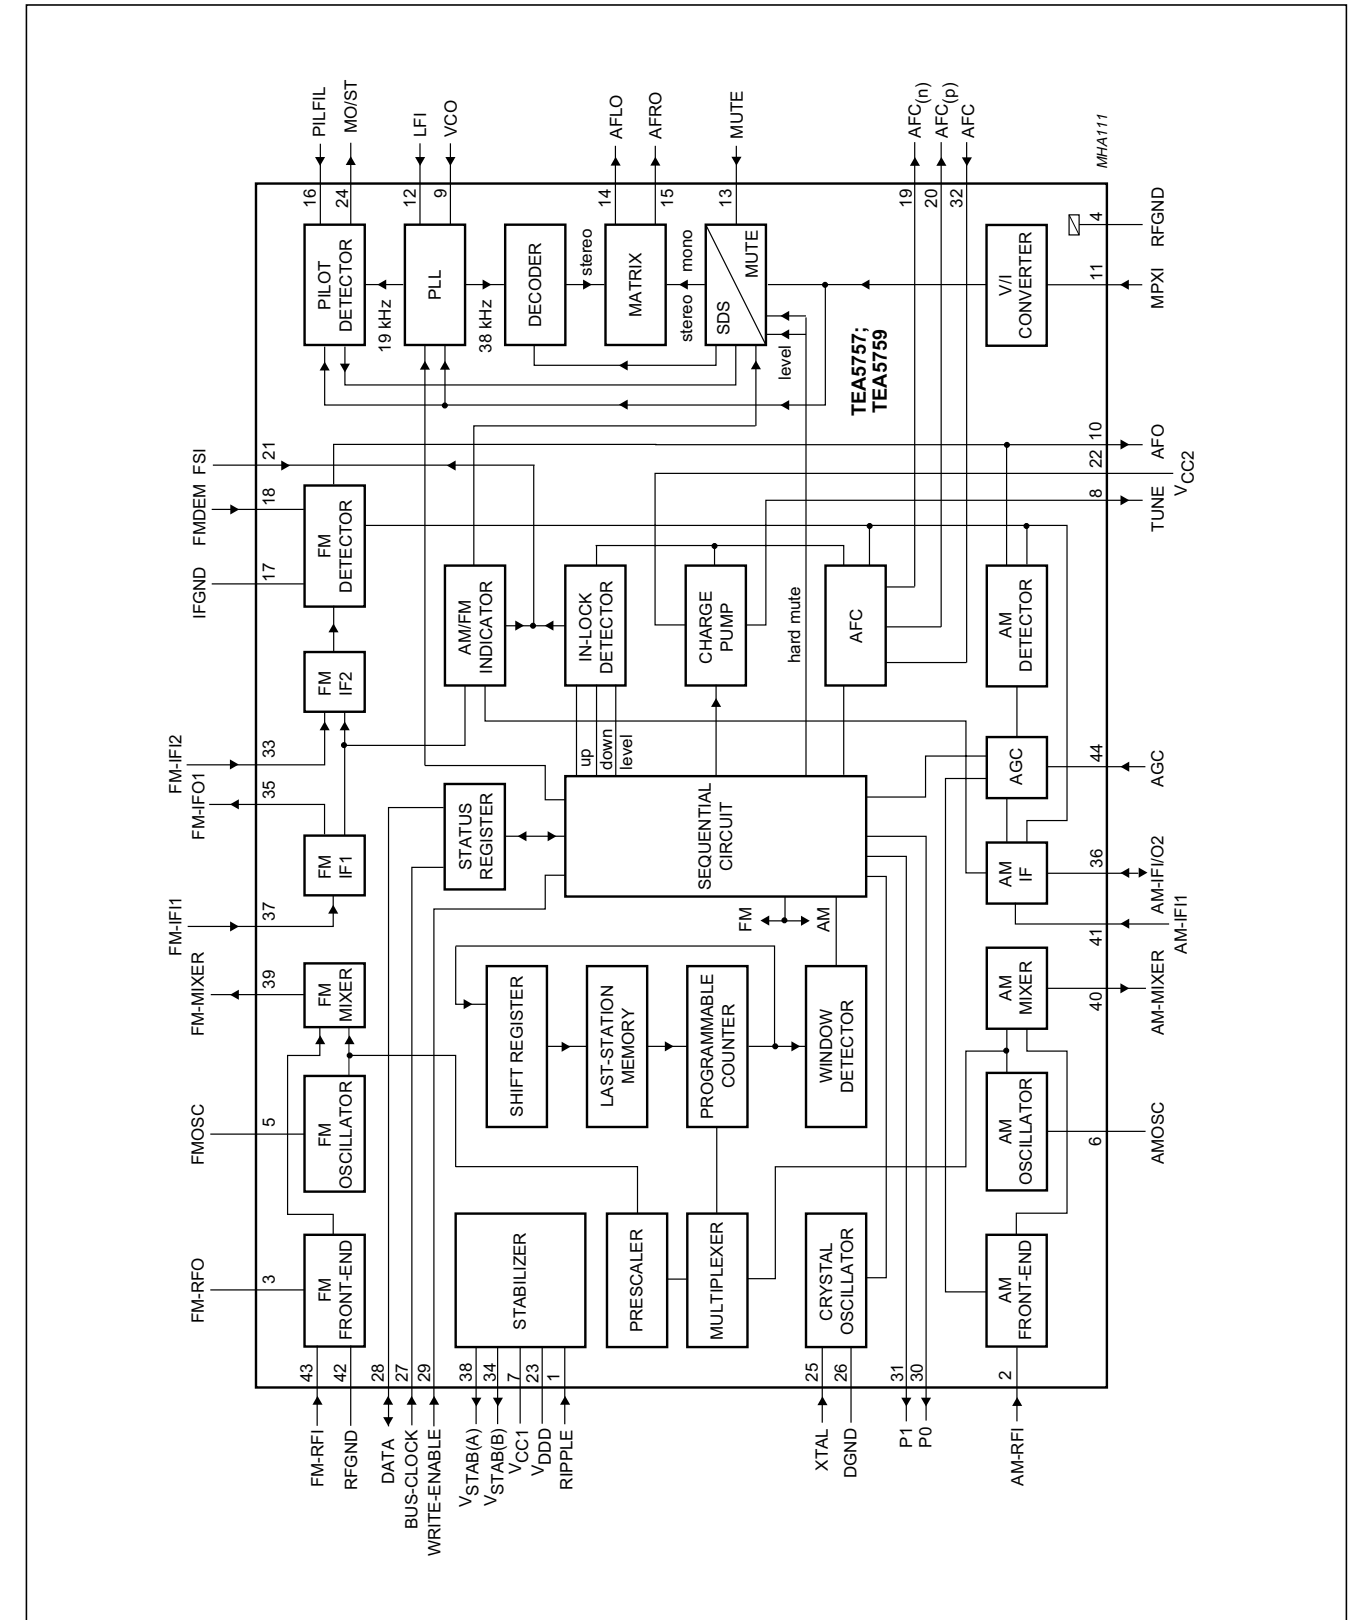 FM-RFI
43
RFGND
42
FM-RFO
3
FM
FRONT-END
FMOSC
5
FM
OSCILLATOR
FM-MIXER
39
FM
MIXER
FM-IFI1
37
FM
IF1
FM-IFO1
35
FM-IFI2
33
FM
IF2
IFGND
17
FMDEM
18
FM
DETECTOR
FSI
21
PILOT
DETECTOR
16
PILFIL
24
MO/ST
19 kHz
PLL
12
LFI
9
VCO
38 kHz
DECODER
stereo
MATRIX
14
AFLO
15
AFRO
stereo mono
SDS
MUTE
13
MUTE
level
DATA
28
BUS-CLOCK
27
WRITE-ENABLE
29
STATUS
REGISTER
AM/FM
INDICATOR
IN-LOCK
DETECTOR
up
down
level
CHARGE
PUMP
hard mute
AFC
19
AFC(n)
20
AFC(p)
32
AFC
VSTAB(A)
38
VSTAB(B)
34
VCC1
7
VDDD
23
RIPPLE
1
STABILIZER
SHIFT REGISTER
LAST-STATION
MEMORY
PROGRAMMABLE
COUNTER
WINDOW
DETECTOR
SEQUENTIAL
CIRCUIT
FM
AM
PRESCALER
MULTIPLEXER
XTAL
25
DGND
26
CRYSTAL
OSCILLATOR
P1
31
P0
30
TEA5757;
TEA5759
AM-RFI
2
AM
FRONT-END
AM
OSCILLATOR
6
AMOSC
AM
MIXER
40
AM-MIXER
41
AM-IFI1
AM
IF
36
AM-IFI/O2
AGC
44
AGC
AM
DETECTOR
8
TUNE
22
VCC2
10
AFO
V/I
CONVERTER
11
MPXI
4
RFGND
MHA111